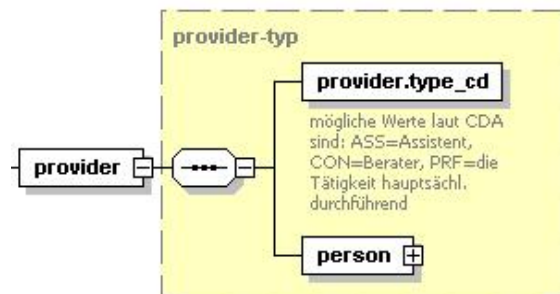 provider-typ
provider
provider.type_cd
mögliche Werte laut CDA
sind: ASS=Assistent,
CON=Berater, PRF=die
Tätigkeit hauptsächl.
durchführend
person